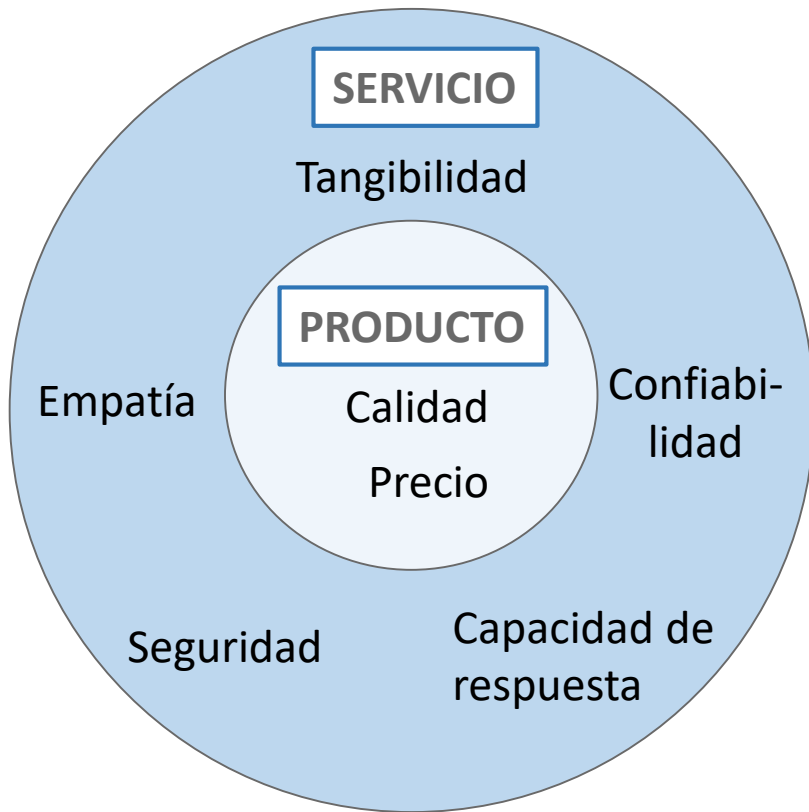 SERVICIO
Tangibilidad
PRODUCTO
Calidad
Precio
Empatía
Confiabi-
lidad
Seguridad
Capacidad de
respuesta